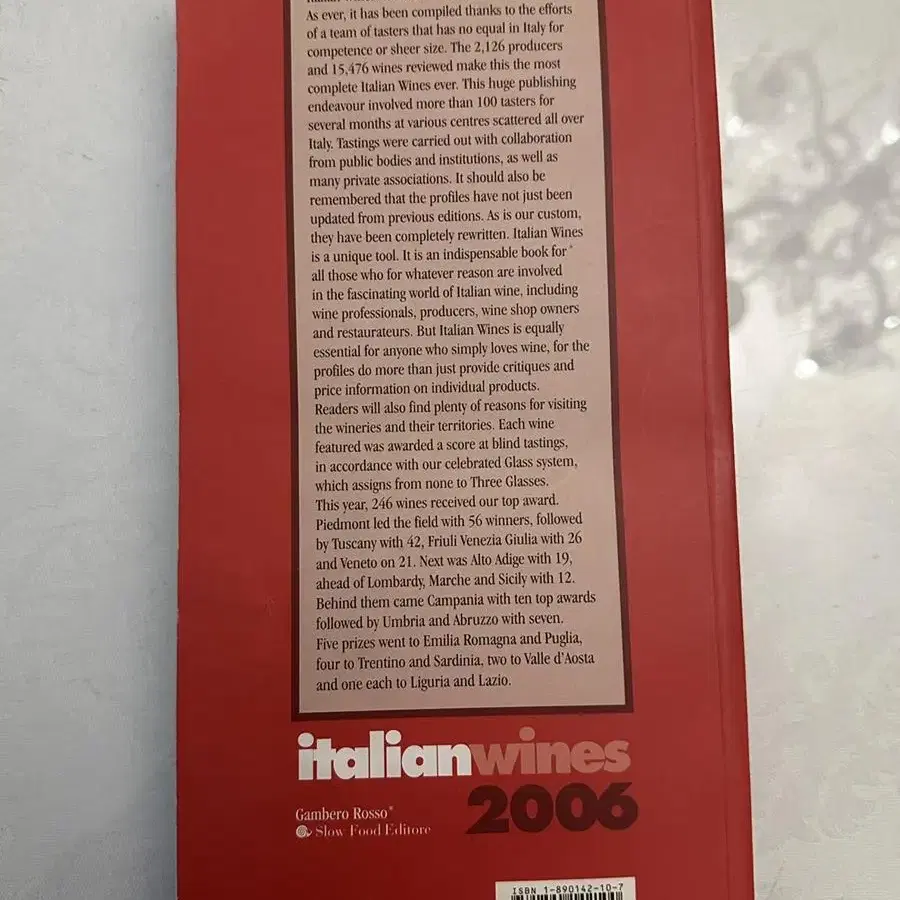 As ever, it has been compiled thanks to the efforts
of a team of tasters that has no equal in Italy for
competence or sheer size. The 2,126 producers
and 15,476 wines reviewed make this the most
complete Italian Wines ever. This huge publishing
endeavour involved more than 100 tasters for
several months at various centres scattered all over
Italy. Tastings were carried out with collaboration
from public bodies and institutions, as well as
many private associations. It should also be
remembered that the profiles have not just been
updated from previous editions. As is our custom,
they have been completely rewritten. Italian Wines
is a unique tool. It is an indispensable book for
all those who for whatever reason are involved
in the fascinating world of Italian wine, including
wine professionals, producers, wine shop owners
and restaurateurs. But Italian Wines is equally
essential for anyone who simply loves wine, for the
profiles do more than just provide critiques and
price information on individual products.
Readers will also find plenty of reasons for visiting
the wineries and their territories. Each wine
featured was awarded a score at blind tastings,
in accordance with our celebrated Glass system,
which assigns from none to Three Glasses.
This year, 246 wines received our top award.
Piedmont led the field with 56 winners, followed
by Tuscany with 42, Friuli Venezia Giulia with 26
and Veneto on 21. Next was Alto Adige with 19,
ahead of Lombardy, Marche and Sicily with 12.
Behind them came Campania with ten top awards
followed by Umbria and Abruzzo with seven.
Five prizes went to Emilia Romagna and Puglia,
four to Trentino and Sardinia, two to Valle d'Aosta
and one each to Liguria and Lazio.
italianwines
2006
Gambero Rosso®
Slow Food Editore
ISBN 1-890142-10-7